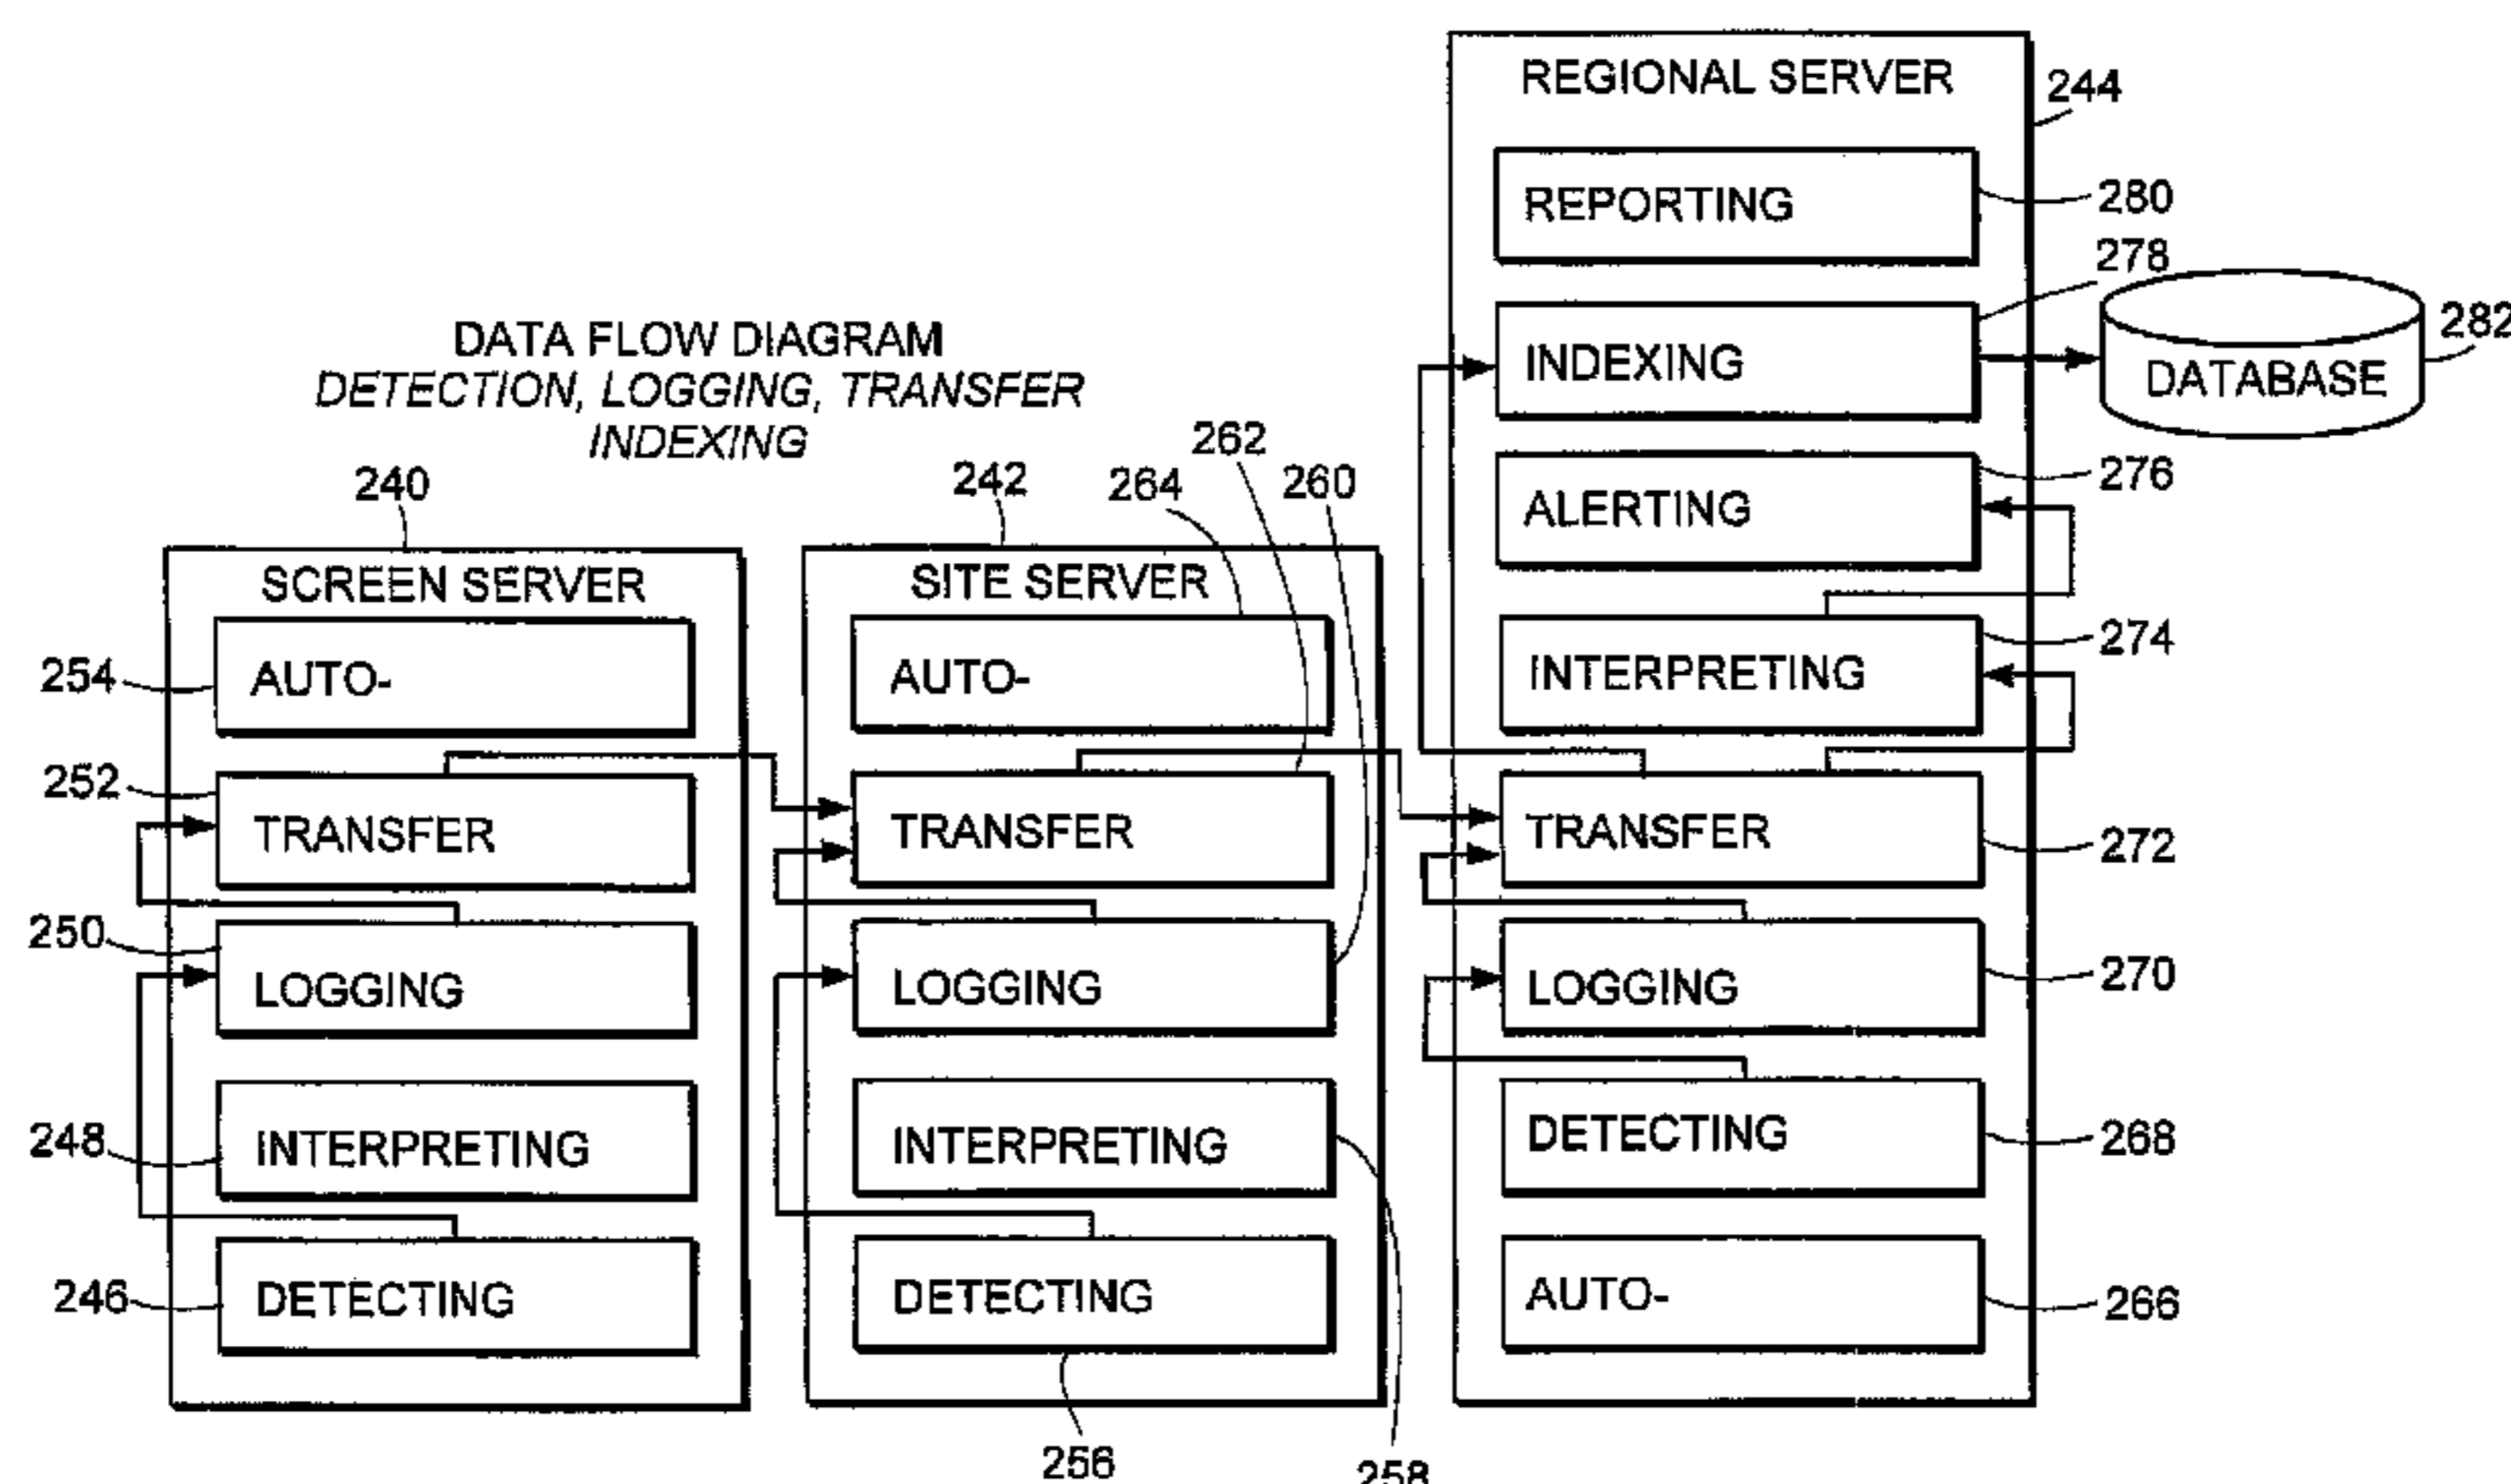 REGIONAL SERVER
244
REPORTING
280
278
INDEXING
DATABASE
282
ALERTING
276
INTERPRETING
274
TRANSFER
272
LOGGING
270
DETECTING
268
AUTO-
266
DATA FLOW DIAGRAM
DETECTION, LOGGING, TRANSFER
INDEXING
240
SCREEN SERVER
254
AUTO-
252
TRANSFER
250
LOGGING
248
INTERPRETING
246
DETECTING
242
264
262
260
SITE SERVER
AUTO-
TRANSFER
LOGGING
INTERPRETING
DETECTING
256
258